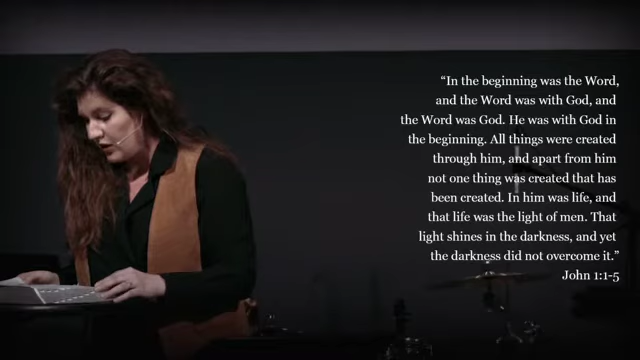 “In the beginning was the Word,
and the Word was with God, and
the Word was God. He was with God in
the beginning. All things were created
through him, and apart from him
not one thing was created that has
been created. In him was life, and
that life was the light of men. That
light shines in the darkness, and yet
the darkness did not overcome it.”
John 1:1-5